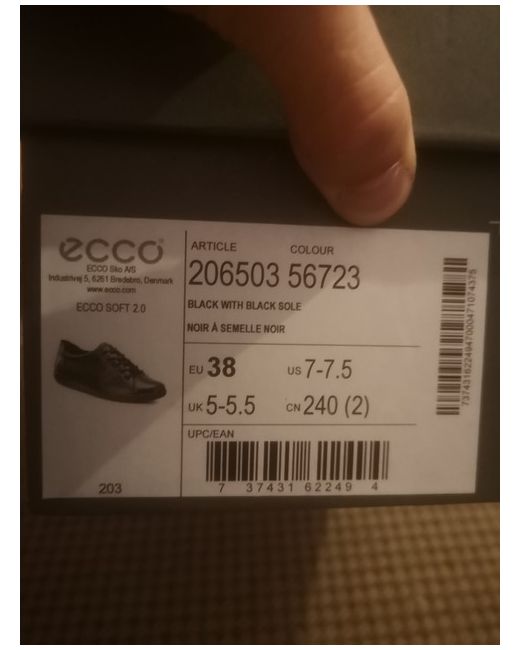 ecco
ECCO Sko A/S
Industrivej 5, 6261 Bredebro, Denmark
www.ecco.com
ECCO SOFT 2.0
203
ARTICLE COLOUR
206503 56723
BLACK WITH BLACK SOLE
NOIR À SEMELLE NOIR
EU 38 US 7-7.5
UK 5-5.5 CN 240 (2)
UPC/EAN
7 37431 62249 4